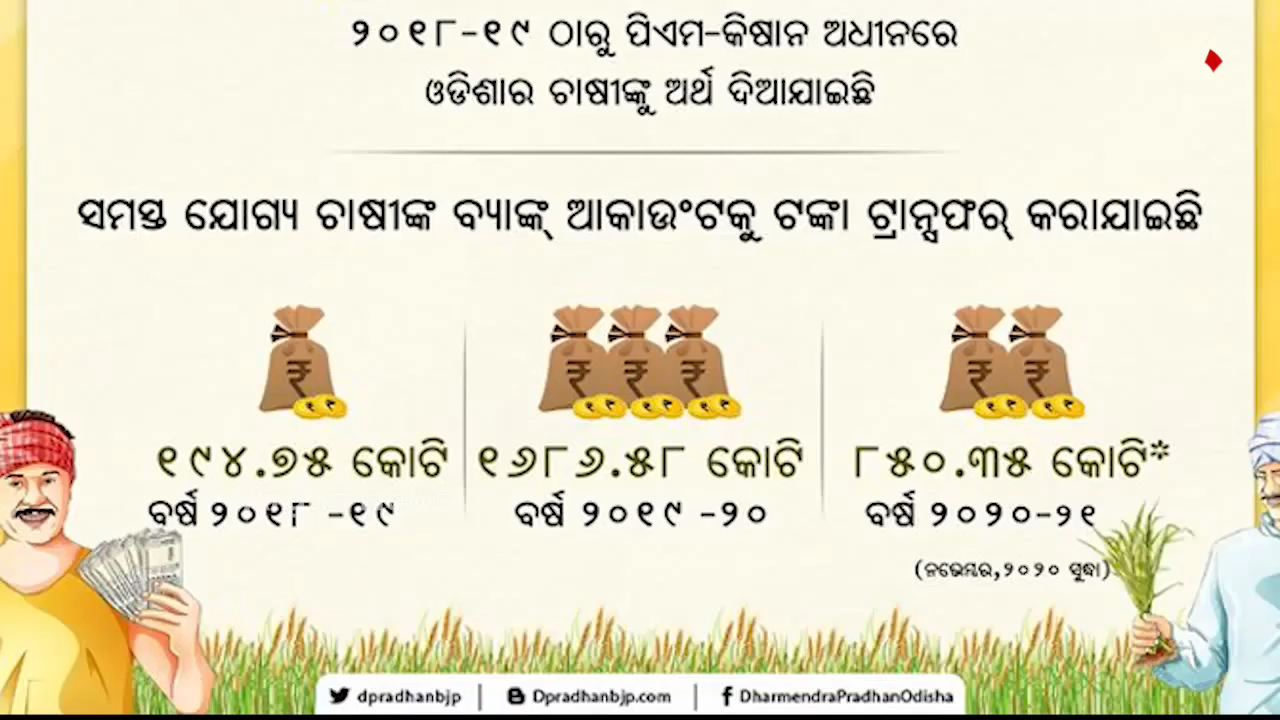 ୨୦୧୮-୧୯ ଠାରୁ ପିଏମ-କିଷାନ ଅଧୀନରେ
ଓଡିଶାର ଚାଷୀଙ୍କୁ ଅର୍ଥ ଦିଆଯାଇଛି
ସମସ୍ତ ଯୋଗ୍ୟ ଚାଷୀଙ୍କ ବ୍ୟାଙ୍କ୍ ଆକାଉଂଟକୁ ଟଙ୍କା ଟ୍ରାନ୍ସଫର୍ କରାଯାଇଛି
୧୯୪.୭୫ କୋଟି ୧୬୮୬.୫୮ କୋଟି ୮୫୦.୩୫ କୋଟି*
ବର୍ଷ ୨୦୧୮ -୧୯ ବର୍ଷ ୨୦୧୯ -୨୦ ବର୍ଷ ୨୦୨୦-୨୧
(ନଭେମ୍ବର,୨୦୨୦ ସୁଦ୍ଧା)
dpradhanbjp | Dpradhanbjp.com | DharmendraPradhanOdisha